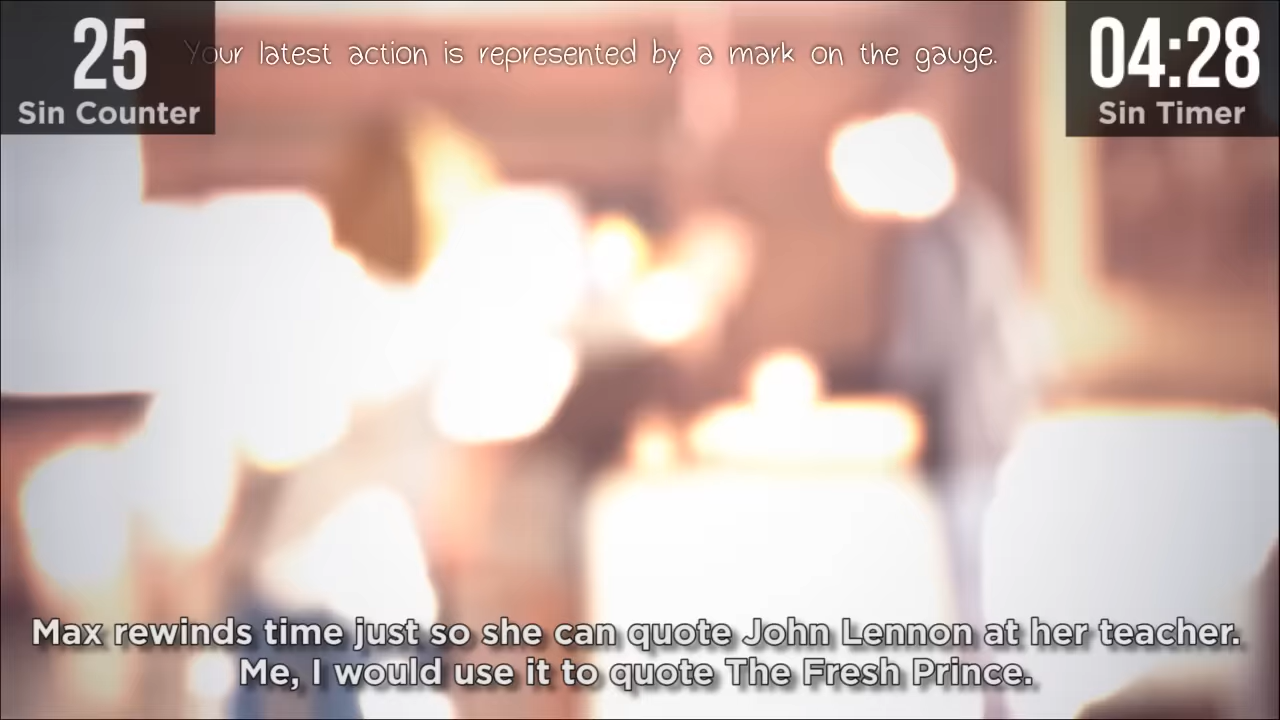 25
Sin Counter
Your latest action is represented by a mark on the gauge.
04:28
Sin Timer
Max rewinds time just so she can quote John Lennon at her teacher.
Me, I would use it to quote The Fresh Prince.